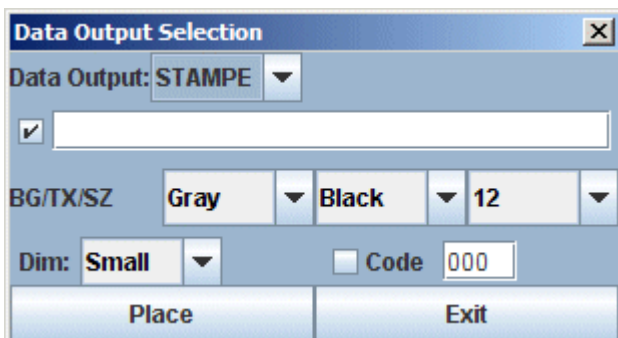 Data Output Selection
Data Output: STAMPE
BG/TX/SZ Gray Black 12
Dim: Small Code 000
Place Exit